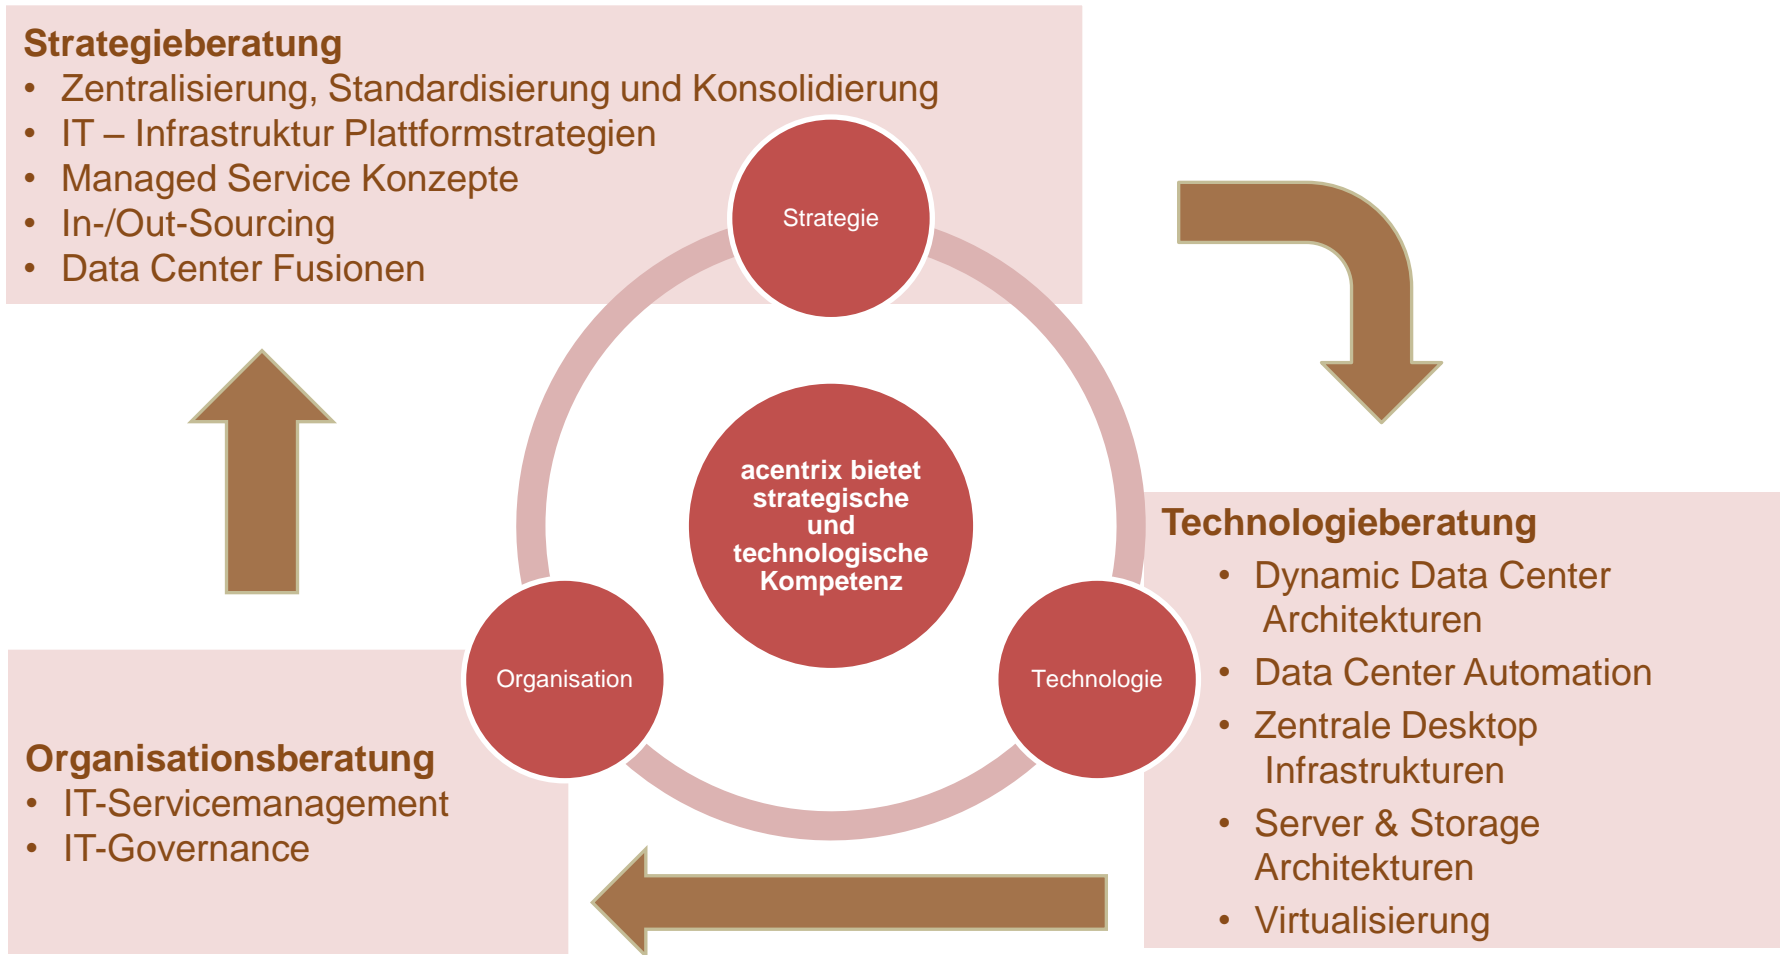 Strategieberatung
• Zentralisierung, Standardisierung und Konsolidierung
• IT – Infrastruktur Plattformstrategien
• Managed Service Konzepte
• In-/Out-Sourcing
• Data Center Fusionen
Strategie
acentrix bietet
strategische
und
technologische
Kompetenz
Technologieberatung
• Dynamic Data Center
Architekturen
• Data Center Automation
• Zentrale Desktop
Infrastrukturen
• Server & Storage
Architekturen
• Virtualisierung
Technologie
Organisation
Organisationsberatung
• IT-Servicemanagement
• IT-Governance